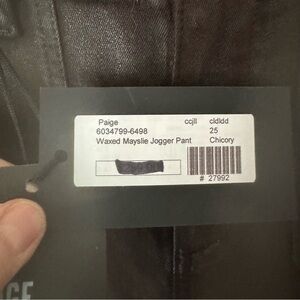 Paige ccjll cldldd
6034799-6498 25
Waxed Mayslie Jogger Pant Chicory
# 27992